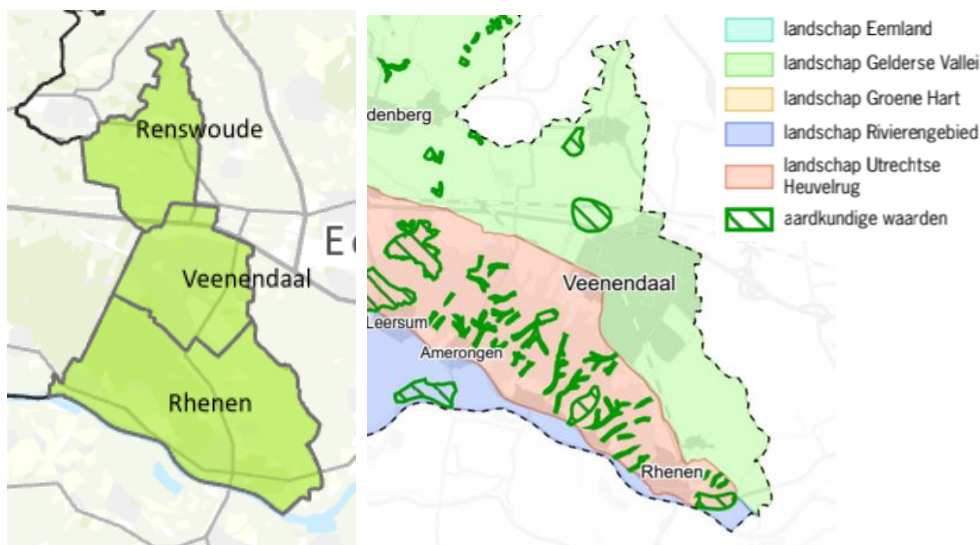 Renswoude
Veenendaal
Rhenen
denberg
Veenendaal
Leersum
Amerongen
Rhenen
landschap Eemland
landschap Gelderse Vallei
landschap Groene Hart
landschap Rivierengebied
landschap Utrechtse
Heuvelrug
aardkundige waarden